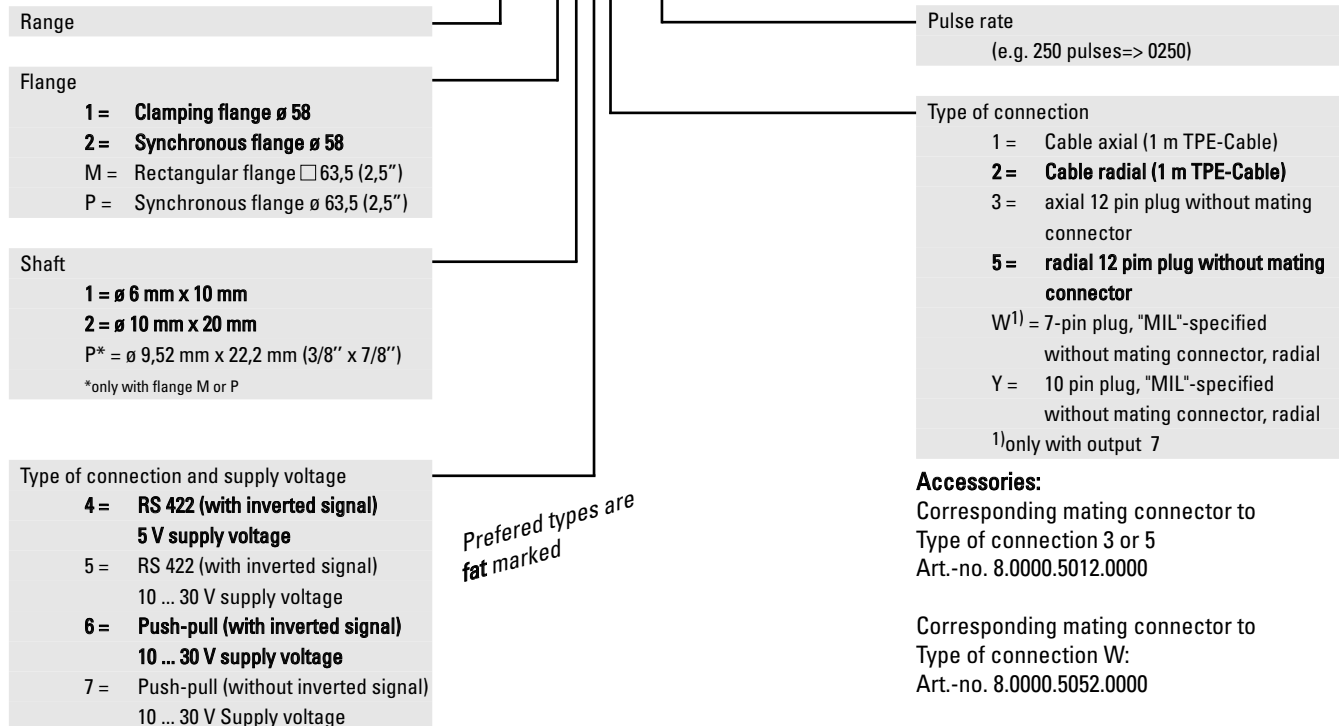 Range
Flange
1 = Clamping flange ø 58
2 = Synchronous flange ø 58
M = Rectangular flange □ 63,5 (2,5”)
P = Synchronous flange ø 63,5 (2,5”)
Shaft
1 = ø 6 mm x 10 mm
2 = ø 10 mm x 20 mm
P* = ø 9,52 mm x 22,2 mm (3/8’’ x 7/8’’)
*only with flange M or P
Type of connection and supply voltage
4 = RS 422 (with inverted signal)
5 V supply voltage
5 = RS 422 (with inverted signal)
10 ... 30 V supply voltage
6 = Push-pull (with inverted signal)
10 ... 30 V supply voltage
7 = Push-pull (without inverted signal)
10 ... 30 V Supply voltage
Prefered types are
fat marked
Pulse rate
(e.g. 250 pulses=> 0250)
Type of connection
1 = Cable axial (1 m TPE-Cable)
2 = Cable radial (1 m TPE-Cable)
3 = axial 12 pin plug without mating
connector
5 = radial 12 pim plug without mating
connector
W1) = 7-pin plug, "MIL"-specified
without mating connector, radial
Y = 10 pin plug, "MIL"-specified
without mating connector, radial
1)only with output 7
Accessories:
Corresponding mating connector to
Type of connection 3 or 5
Art.-no. 8.0000.5012.0000
Corresponding mating connector to
Type of connection W:
Art.-no. 8.0000.5052.0000